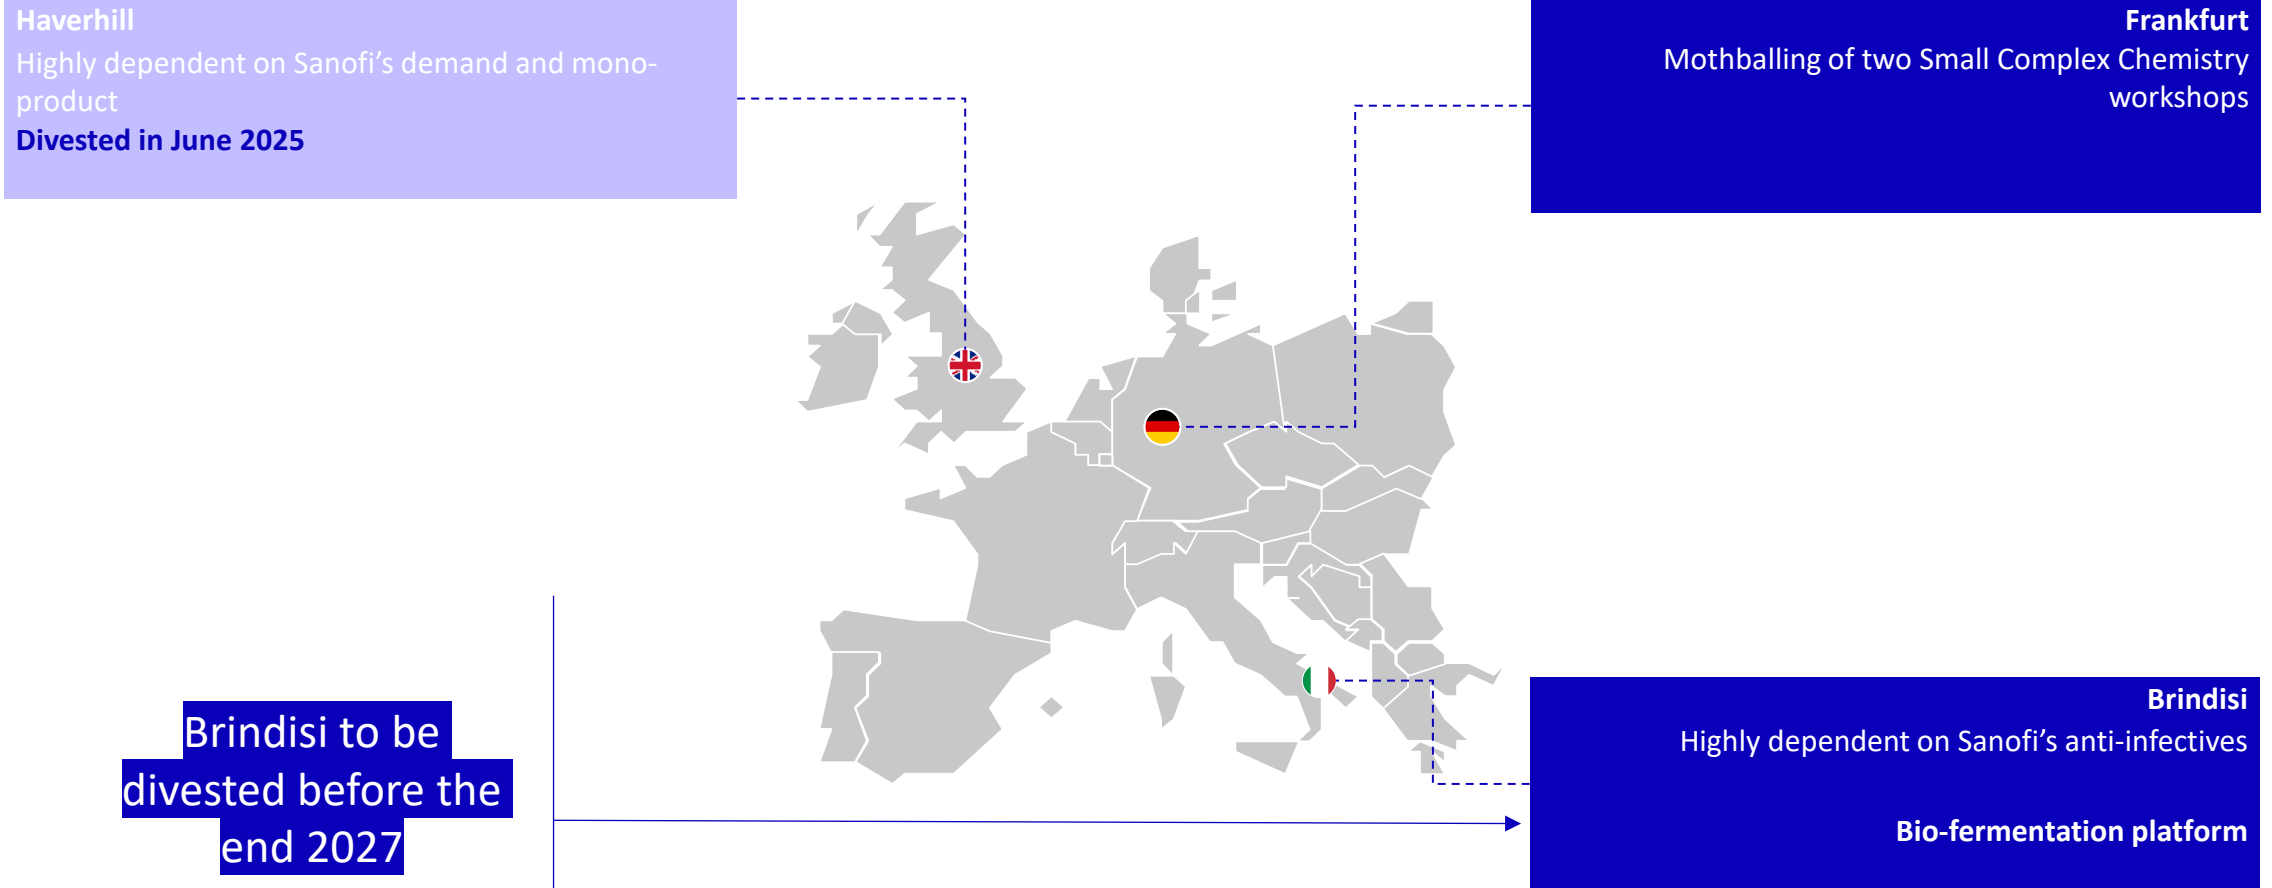 Haverhill
Highly dependent on Sanofi’s demand and mono-
product
Divested in June 2025
Frankfurt
Mothballing of two Small Complex Chemistry
workshops
Brindisi to be
divested before the
end 2027
Brindisi
Highly dependent on Sanofi’s anti-infectives
Bio-fermentation platform